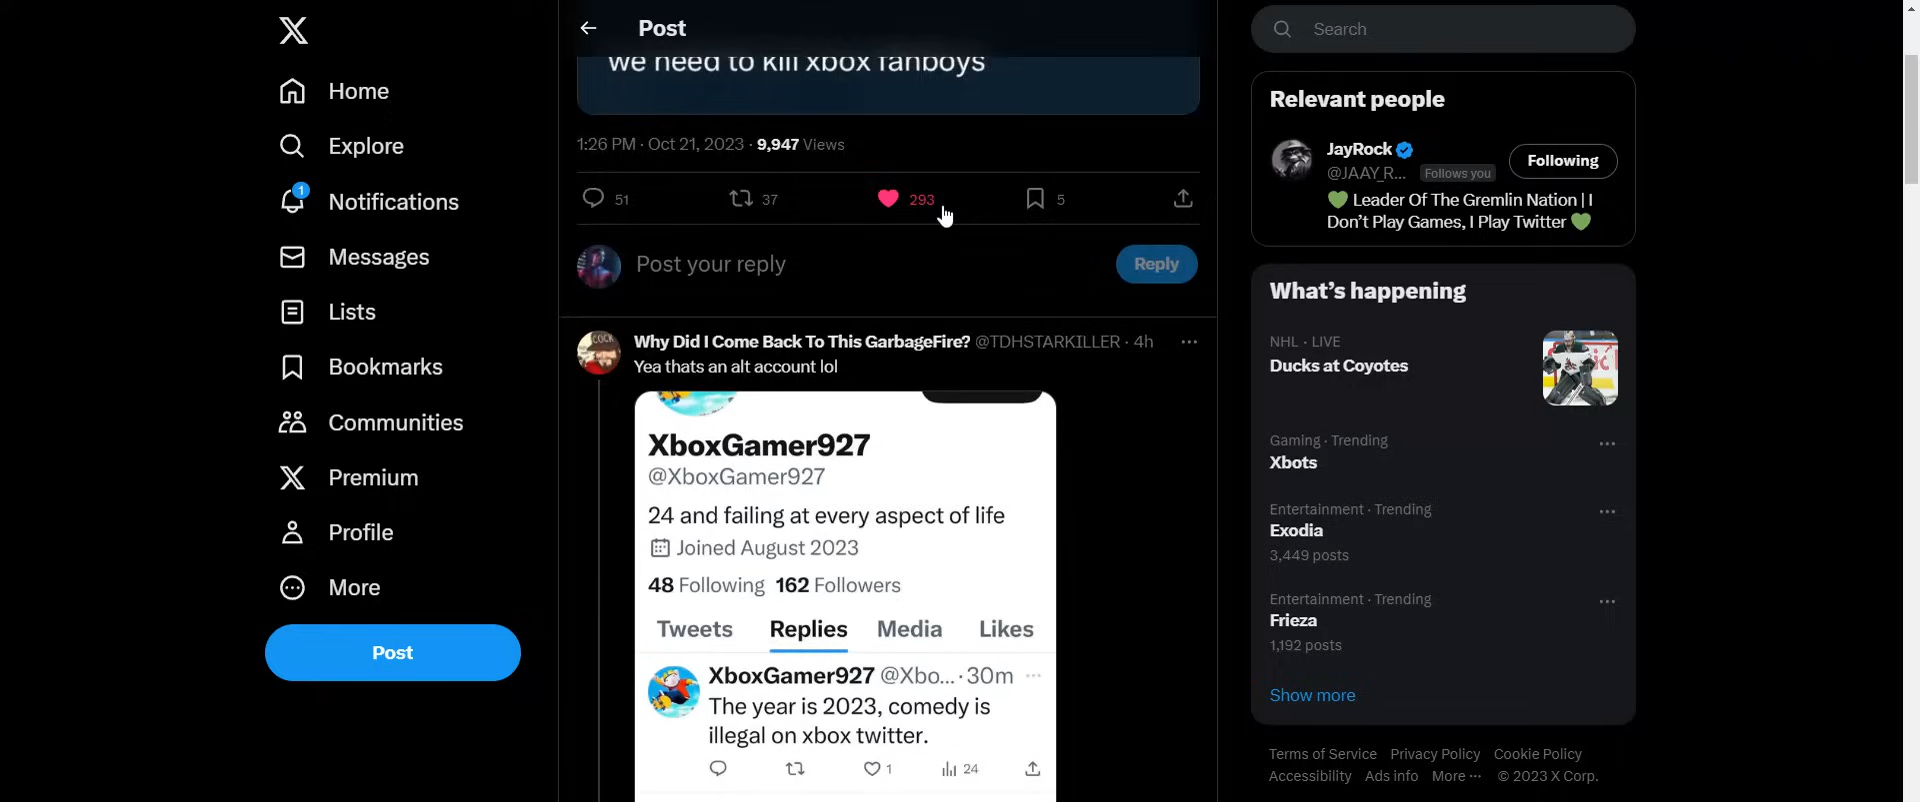 Home
Explore
1
Notifications
Messages
Lists
Bookmarks
Communities
Premium
Profile
More
Post
Post
we need to kill xbox fanboys
1:26 PM · Oct 21, 2023 · 9,947 Views
51
37
293
5
Post your reply
Reply
Why Did I Come Back To This GarbageFire? @TDHSTARKILLER · 4h
Yea thats an alt account lol
XboxGamer927
@XboxGamer927
24 and failing at every aspect of life
Joined August 2023
48 Following 162 Followers
Tweets Replies Media Likes
XboxGamer927 @Xbo... · 30m
The year is 2023, comedy is
illegal on xbox twitter.
1
24
Search
Relevant people
JayRock
@JAAY_R... Follows you
Following
💚 Leader Of The Gremlin Nation | I
Don't Play Games, I Play Twitter 💚
What's happening
NHL · LIVE
Ducks at Coyotes
Gaming · Trending
Xbots
Entertainment · Trending
Exodia
3,449 posts
Entertainment · Trending
Frieza
1,192 posts
Show more
Terms of Service Privacy Policy Cookie Policy
Accessibility Ads info More ··· © 2023 X Corp.